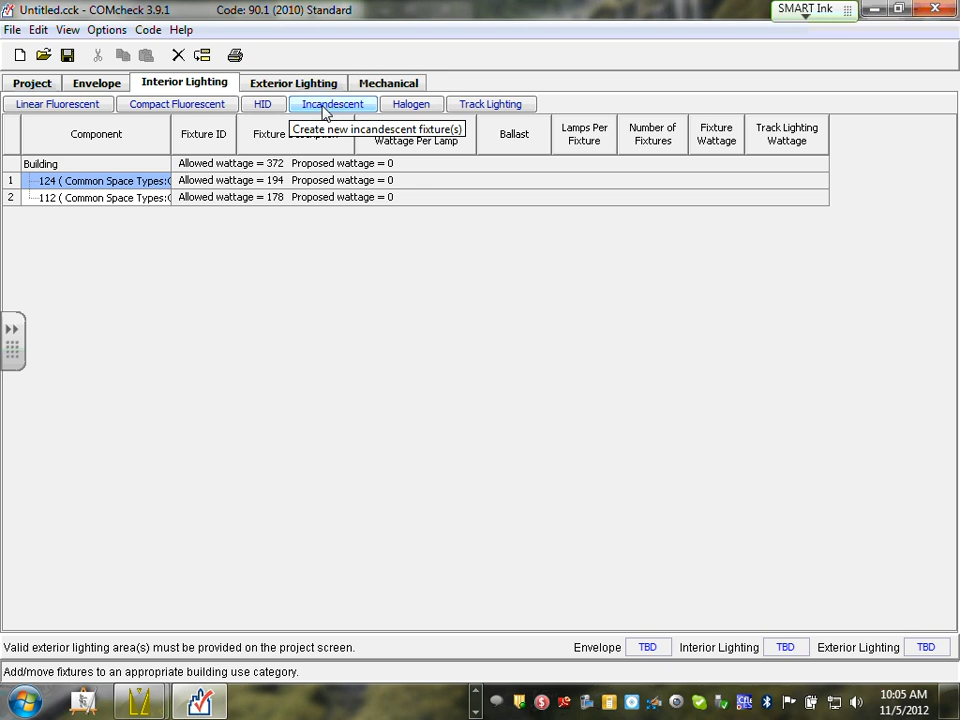 Untitled.cck - COMcheck 3.9.1 Code: 90.1 (2010) Standard SMART Ink
File Edit View Options Code Help
Project Envelope Interior Lighting Exterior Lighting Mechanical
Linear Fluorescent Compact Fluorescent HID Incandescent Halogen Track Lighting
Create new incandescent fixture(s)
Component Fixture ID Fixture Wattage Per Lamp Ballast Lamps Per Fixture Number of Fixtures Fixture Wattage Track Lighting Wattage
Building Allowed wattage = 372 Proposed wattage = 0
1 124 ( Common Space Types: Allowed wattage = 194 Proposed wattage = 0
2 112 ( Common Space Types: Allowed wattage = 178 Proposed wattage = 0
Valid exterior lighting area(s) must be provided on the project screen. Envelope TBD Interior Lighting TBD Exterior Lighting TBD
Add/move fixtures to an appropriate building use category.
10:05 AM
11/5/2012